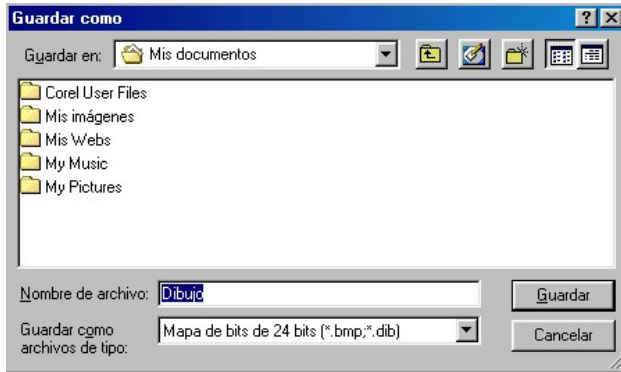 Guardar como
Guardar en: Mis documentos
Corel User Files
Mis imágenes
Mis Webs
My Music
My Pictures
Nombre de archivo: Dibujo Guardar
Guardar como Mapa de bits de 24 bits (*.bmp;*.dib) Cancelar
archivos de tipo: